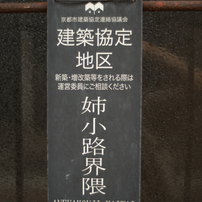 京都市建築協定連絡協議会
建築協定
地区
新築・増改築等をされる際は
運営委員にご相談ください
姉小路界隈